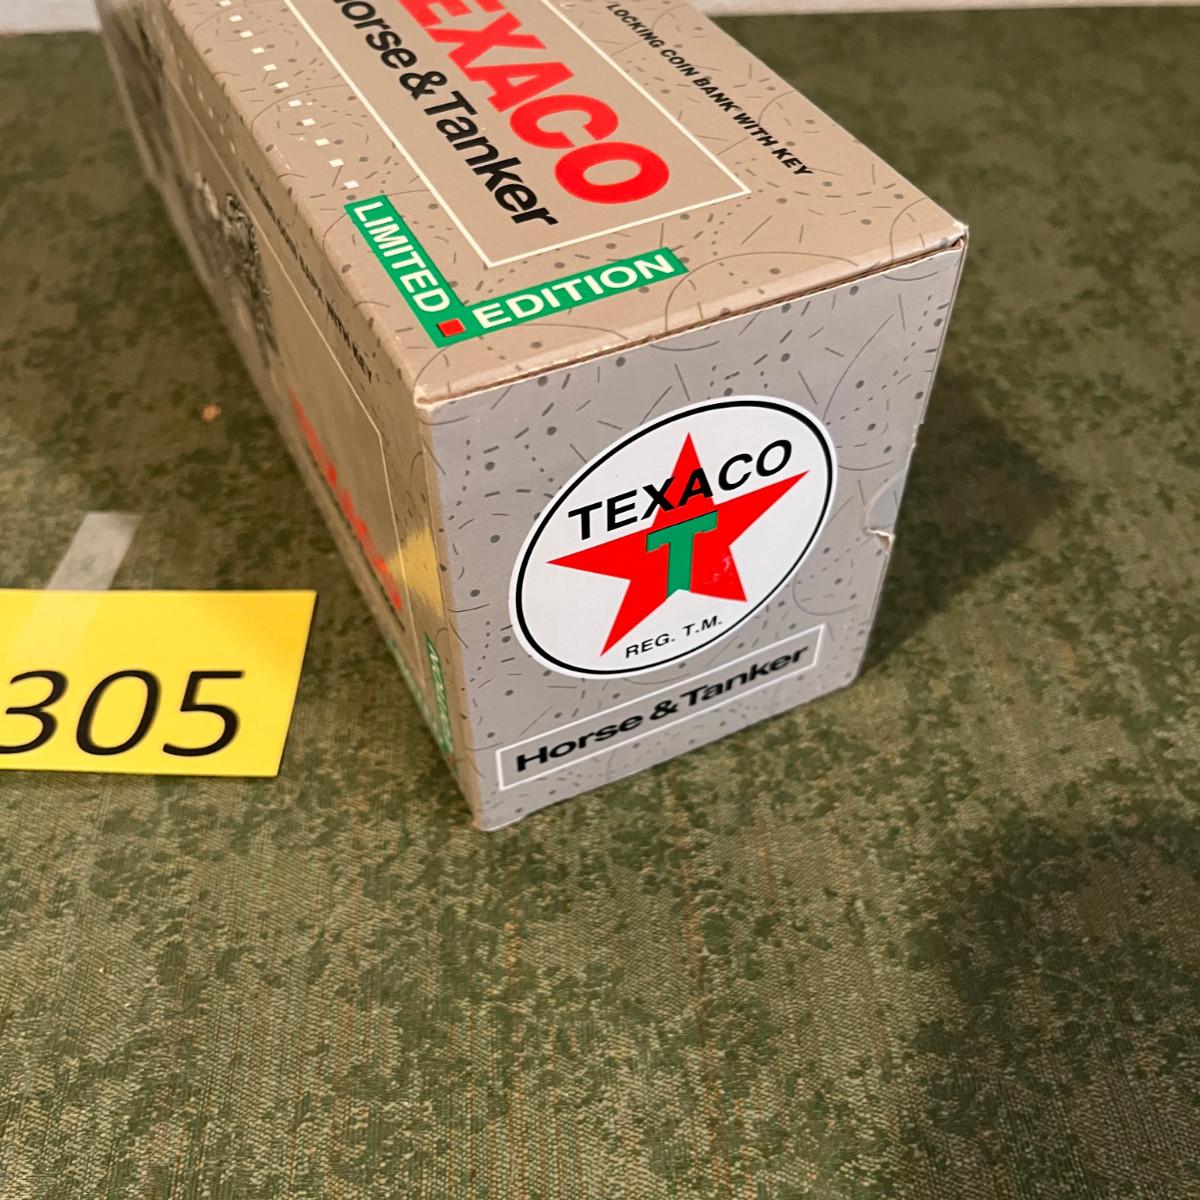 TEXACO
Horse & Tanker
LOCKING COIN BANK WITH KEY
LIMITED EDITION
TEXACO
T
REG. T.M.
Horse & Tanker
305